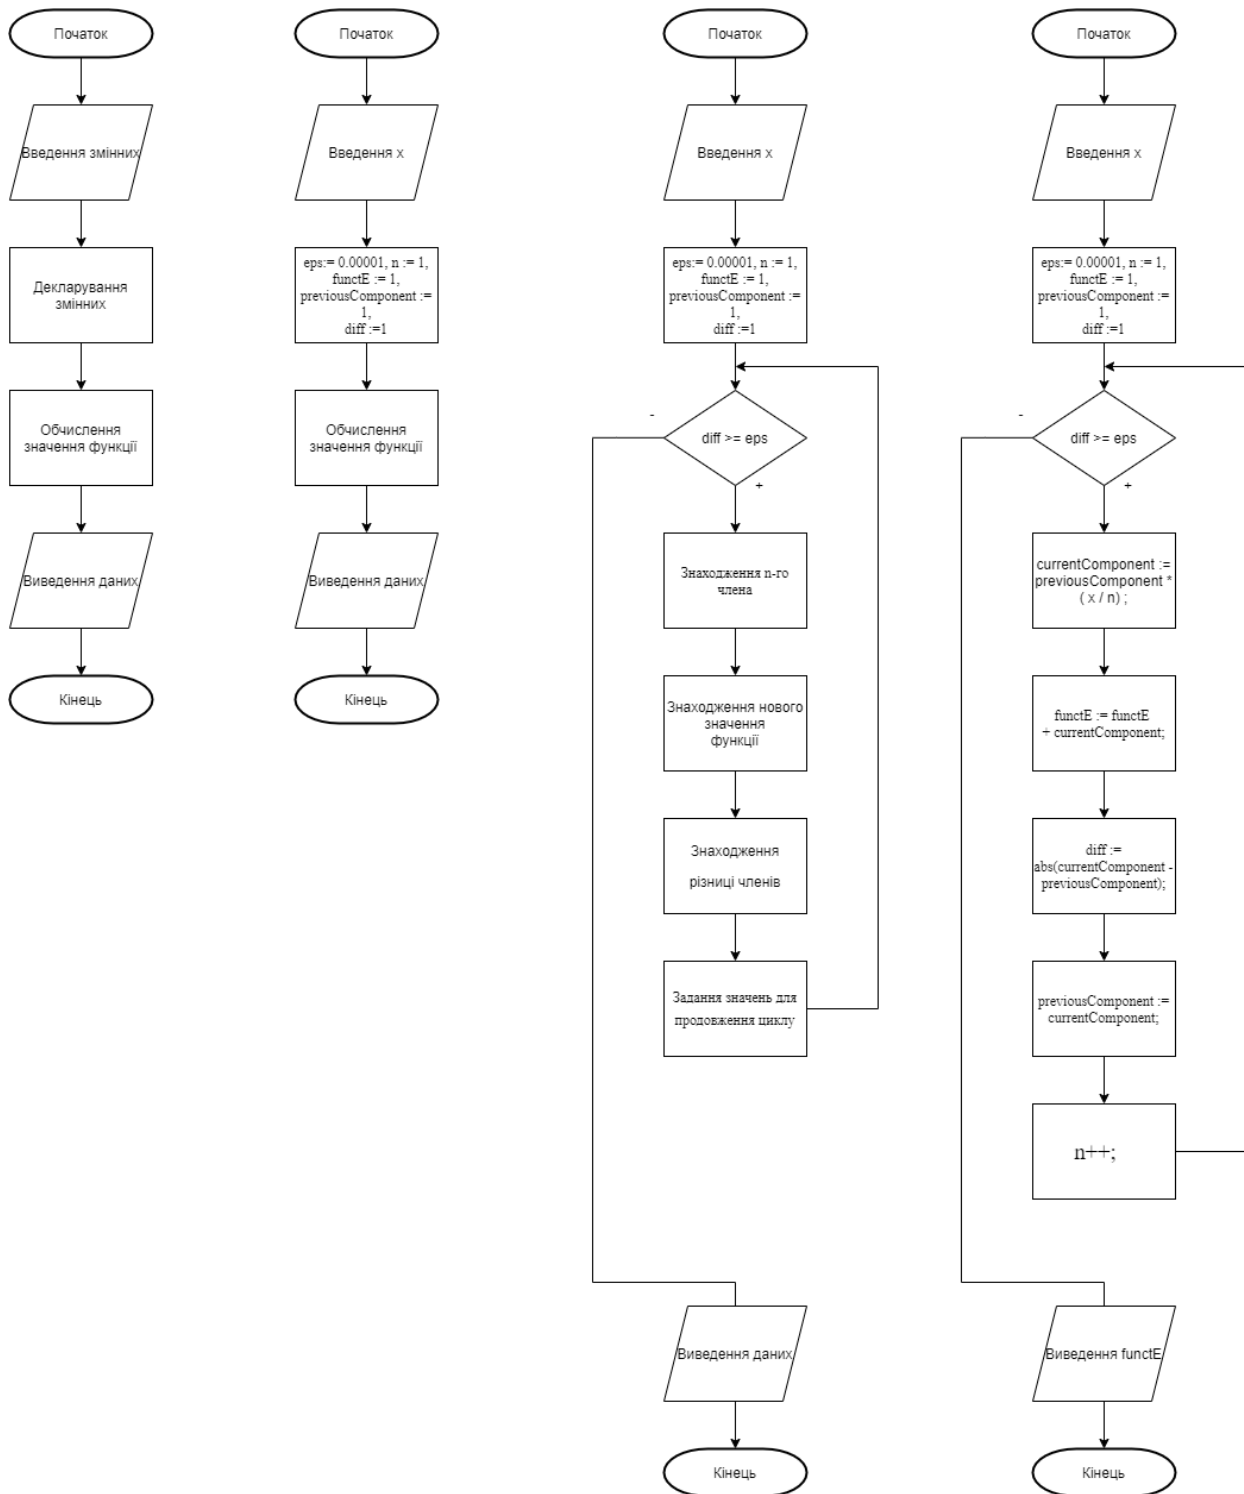 Початок
Введення змінних
Декларування
змінних
Обчислення
значення функції
Виведення даних
Кінець
Початок
Введення x
eps:= 0.00001, n := 1,
functE := 1,
previousComponent :=
1,
diff :=1
Обчислення
значення функції
Виведення даних
Кінець
Початок
Введення x
eps:= 0.00001, n := 1,
functE := 1,
previousComponent :=
1,
diff :=1
-
diff >= eps
+
Знаходження n-го
члена
Знаходження нового
значення
функції
Знаходження
різниці членів
Задання значень для
продовження циклу
Виведення даних
Кінець
Початок
Введення x
eps:= 0.00001, n := 1,
functE := 1,
previousComponent :=
1,
diff :=1
-
diff >= eps
+
currentComponent :=
previousComponent *
( x / n) ;
functE := functE
+ currentComponent;
diff :=
abs(currentComponent -
previousComponent);
previousComponent :=
currentComponent;
n++;
Виведення functE
Кінець